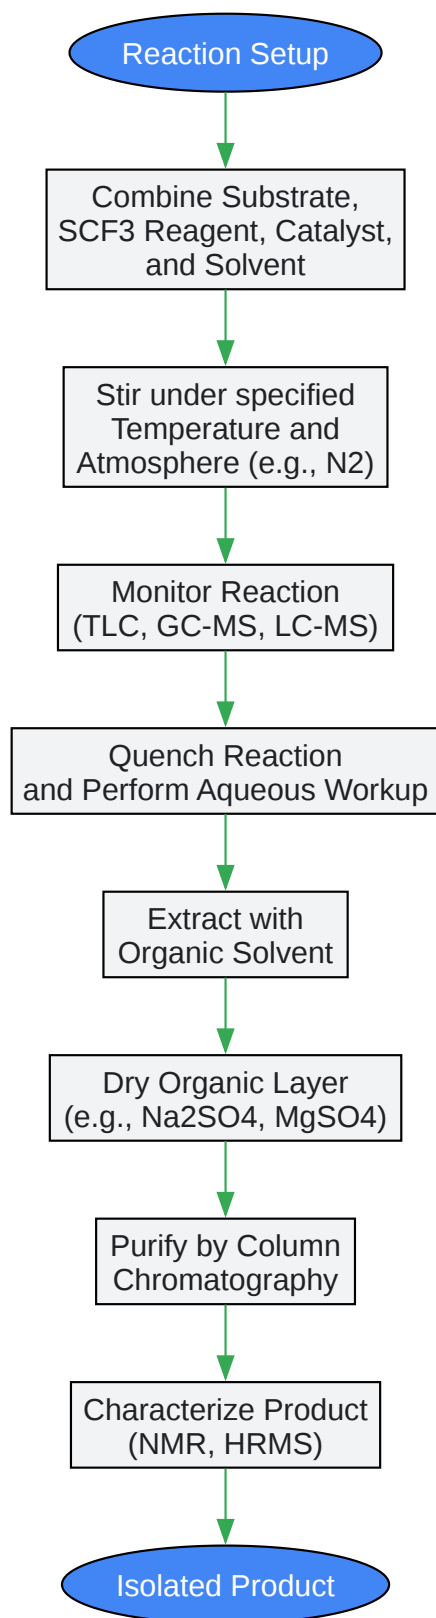 Reaction Setup
Combine Substrate,
SCF3 Reagent, Catalyst,
and Solvent
Stir under specified
Temperature and
Atmosphere (e.g., N2)
Monitor Reaction
(TLC, GC-MS, LC-MS)
Quench Reaction
and Perform Aqueous Workup
Extract with
Organic Solvent
Dry Organic Layer
(e.g., Na2SO4, MgSO4)
Purify by Column
Chromatography
Characterize Product
(NMR, HRMS)
Isolated Product